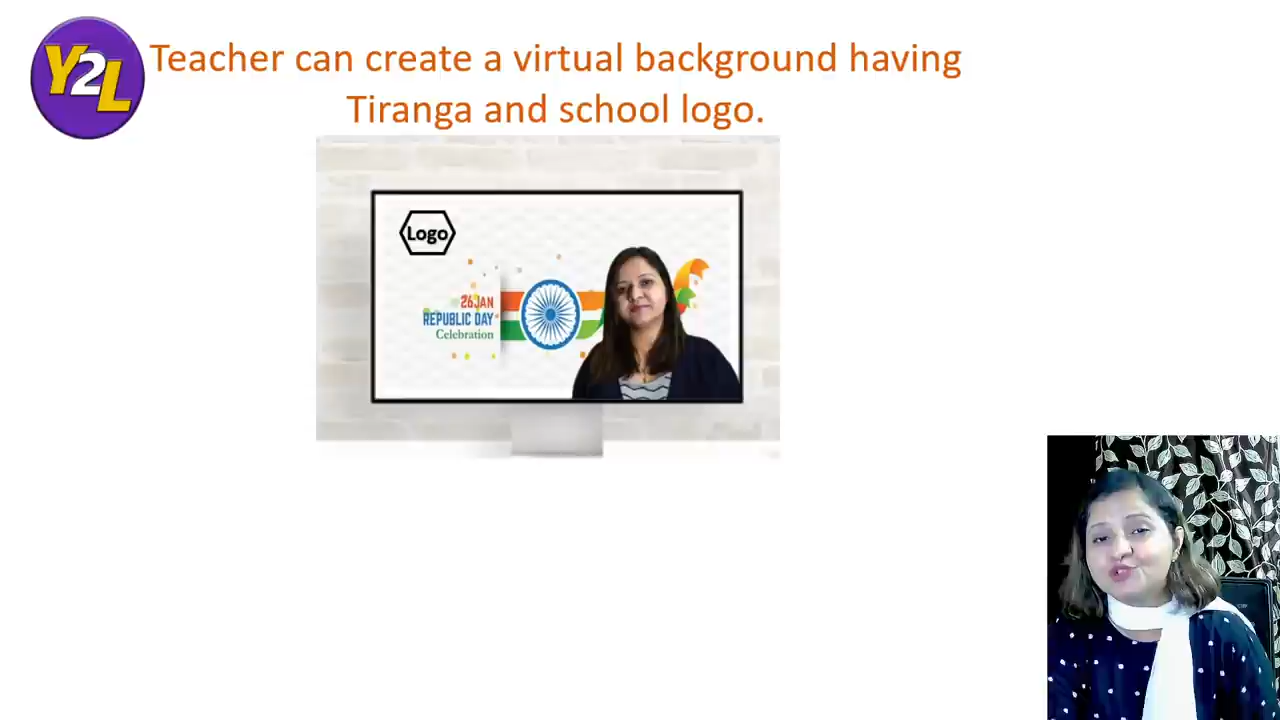 Y2L
Teacher can create a virtual background having
Tiranga and school logo.
Logo
26 JAN
REPUBLIC DAY
Celebration